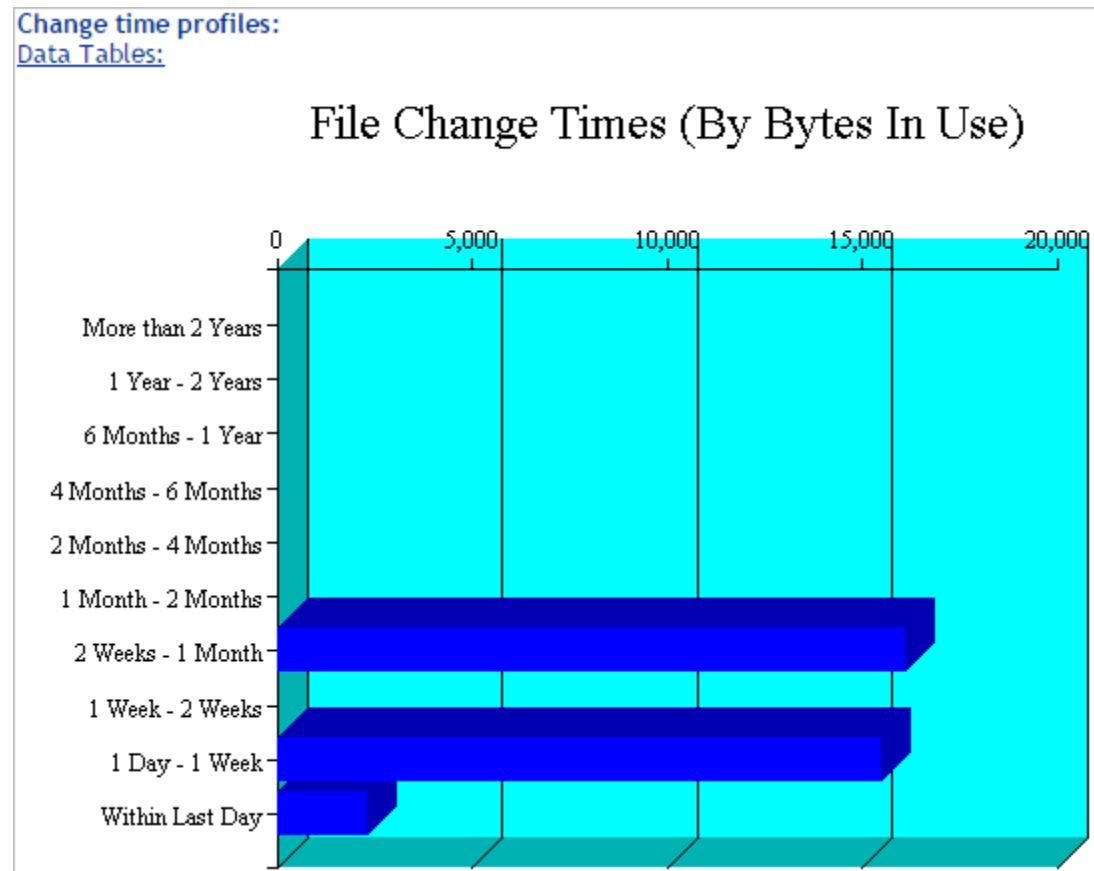 Change time profiles:
Data Tables:
File Change Times (By Bytes In Use)
0 5,000 10,000 15,000 20,000
More than 2 Years
1 Year - 2 Years
6 Months - 1 Year
4 Months - 6 Months
2 Months - 4 Months
1 Month - 2 Months
2 Weeks - 1 Month
1 Week - 2 Weeks
1 Day - 1 Week
Within Last Day